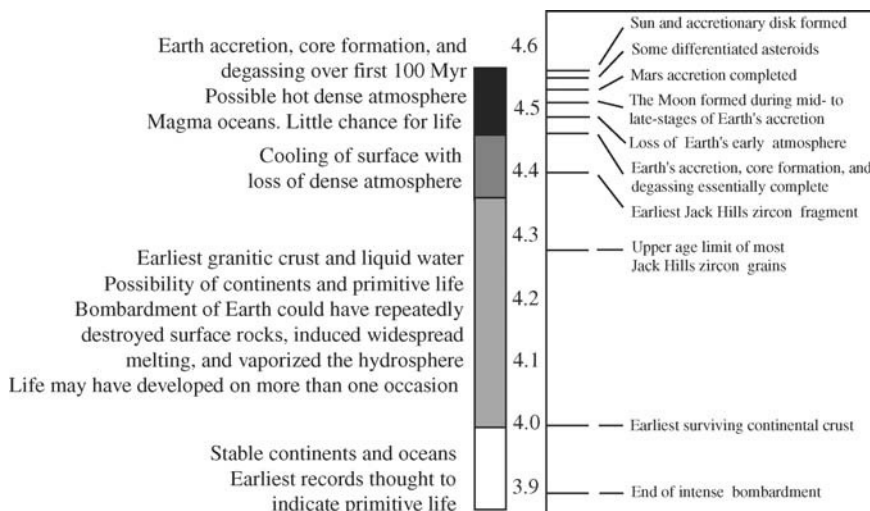 Earth accretion, core formation, and
degassing over first 100 Myr
Possible hot dense atmosphere
Magma oceans. Little chance for life
Cooling of surface with
loss of dense atmosphere
Earliest granitic crust and liquid water
Possibility of continents and primitive life
Bombardment of Earth could have repeatedly
destroyed surface rocks, induced widespread
melting, and vaporized the hydrosphere
Life may have developed on more than one occasion
Stable continents and oceans
Earliest records thought to
indicate primitive life
4.6
4.5
4.4
4.3
4.2
4.1
4.0
3.9
Sun and accretionary disk formed
Some differentiated asteroids
Mars accretion completed
The Moon formed during mid- to
late-stages of Earth's accretion
Loss of Earth's early atmosphere
Earth's accretion, core formation, and
degassing essentially complete
Earliest Jack Hills zircon fragment
Upper age limit of most
Jack Hills zircon grains
Earliest surviving continental crust
End of intense bombardment